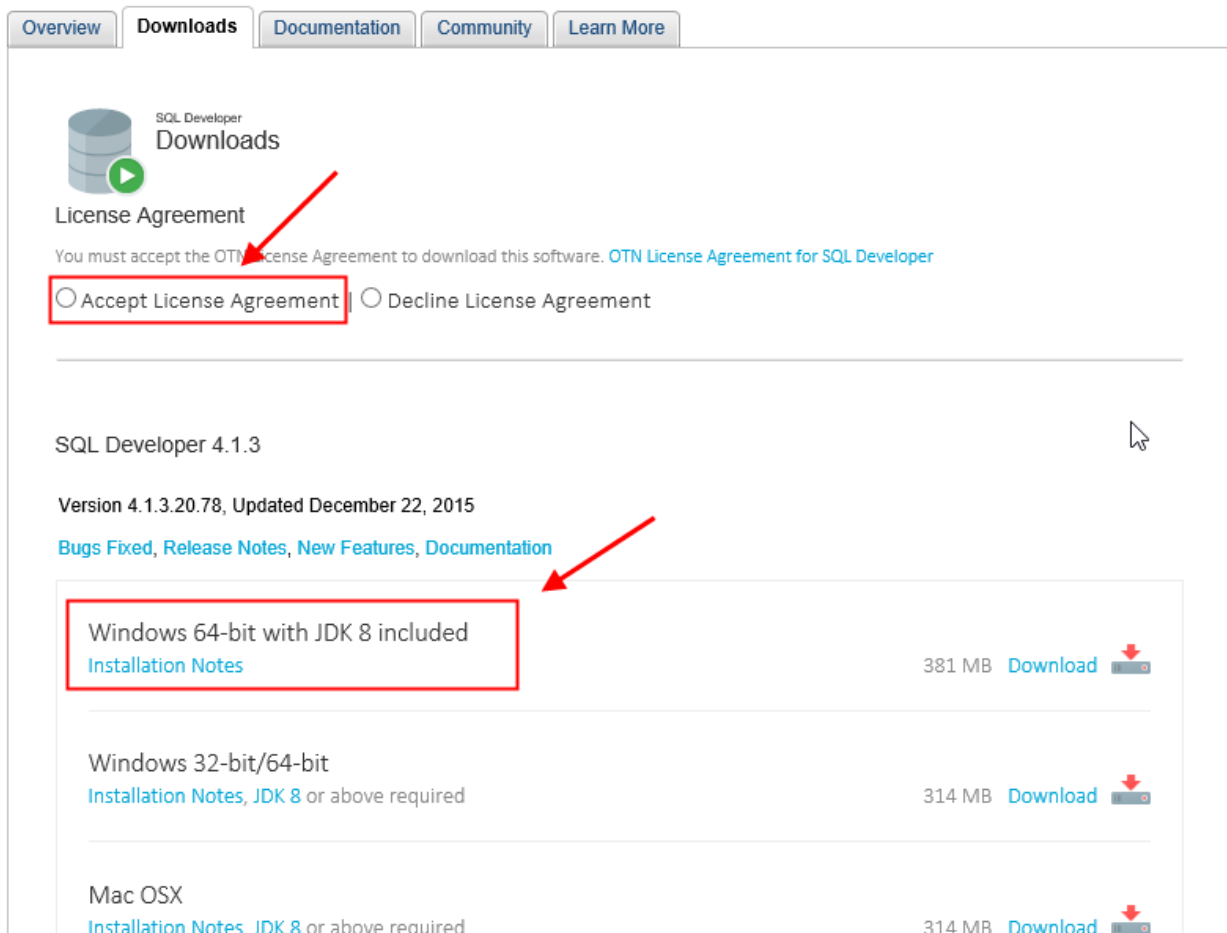 Overview Downloads Documentation Community Learn More
SQL Developer
Downloads
License Agreement
You must accept the OTN License Agreement to download this software. OTN License Agreement for SQL Developer
Accept License Agreement | Decline License Agreement
SQL Developer 4.1.3
Version 4.1.3.20.78, Updated December 22, 2015
Bugs Fixed, Release Notes, New Features, Documentation
Windows 64-bit with JDK 8 included
Installation Notes 381 MB Download
Windows 32-bit/64-bit
Installation Notes, JDK 8 or above required 314 MB Download
Mac OSX
Installation Notes, JDK 8 or above required 314 MB Download